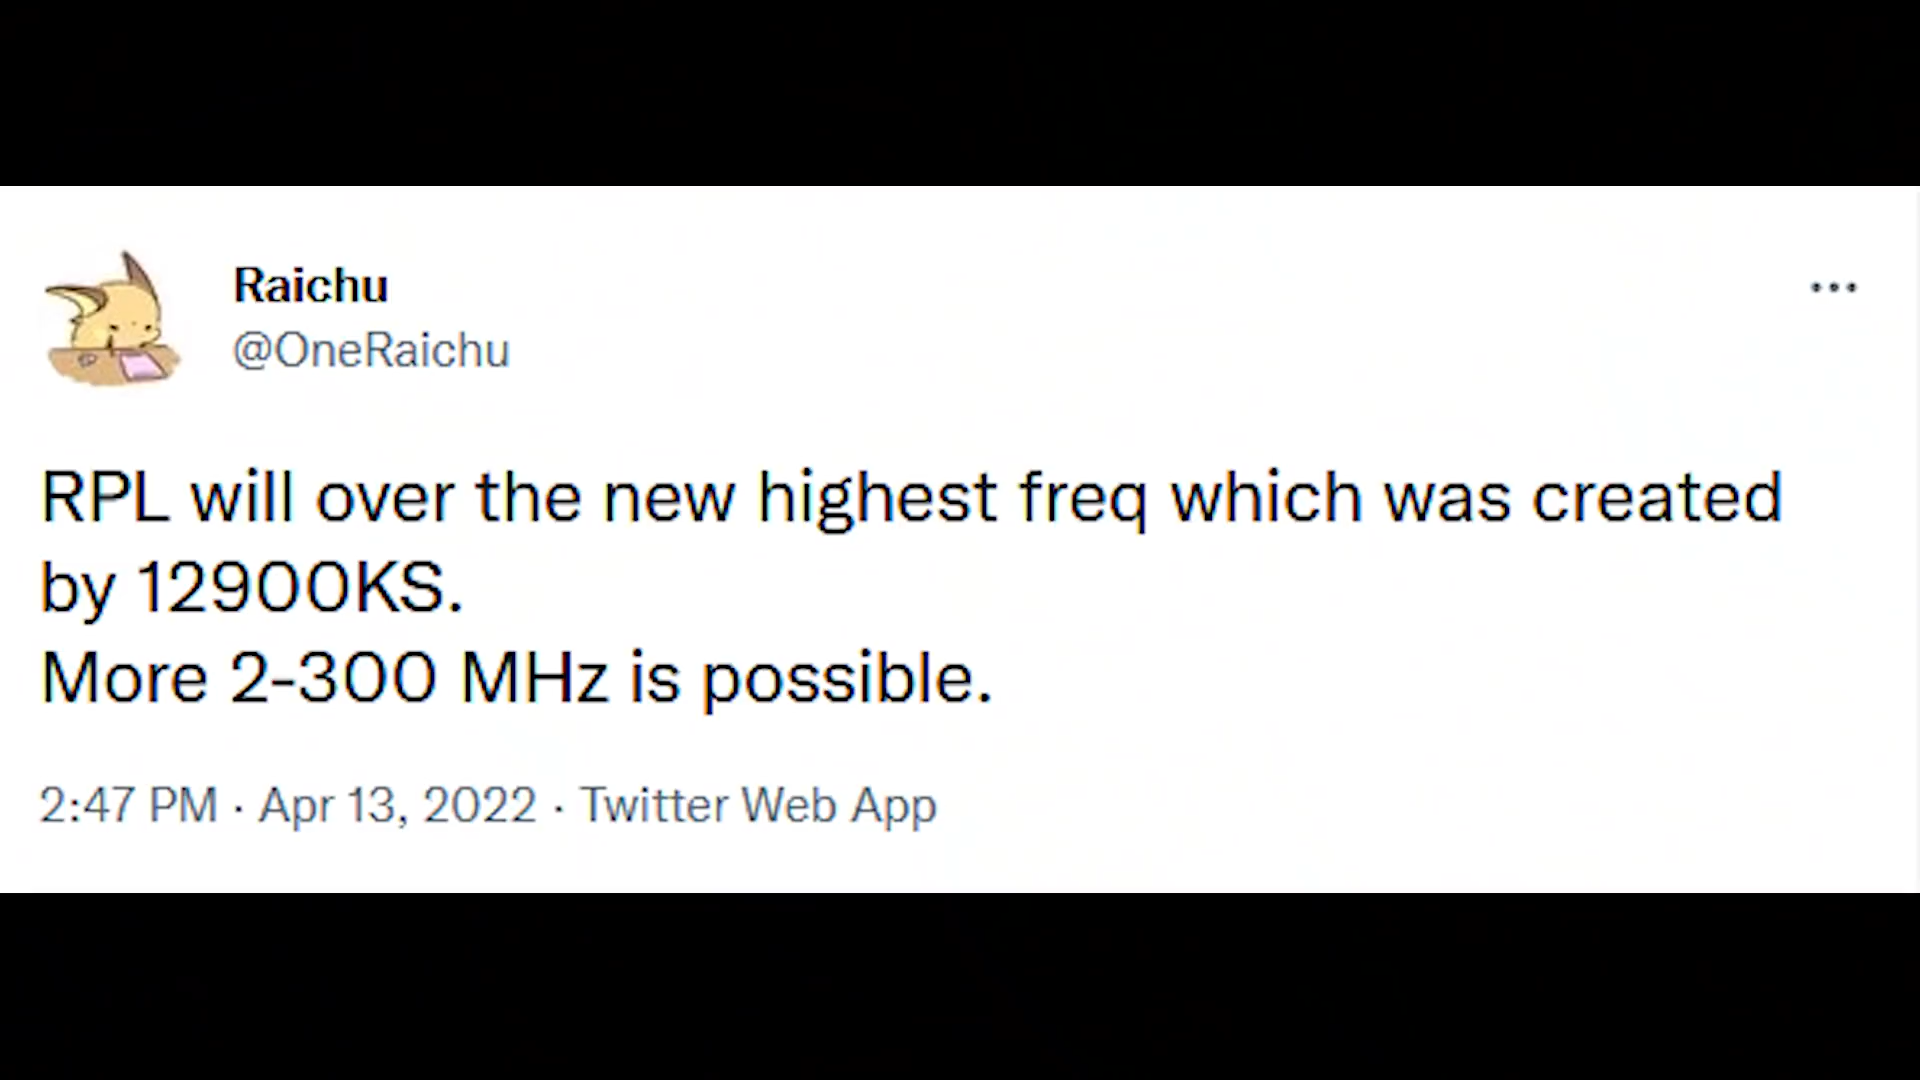 Raichu
@OneRaichu
RPL will over the new highest freq which was created
by 12900KS.
More 2-300 MHz is possible.
2:47 PM · Apr 13, 2022 · Twitter Web App